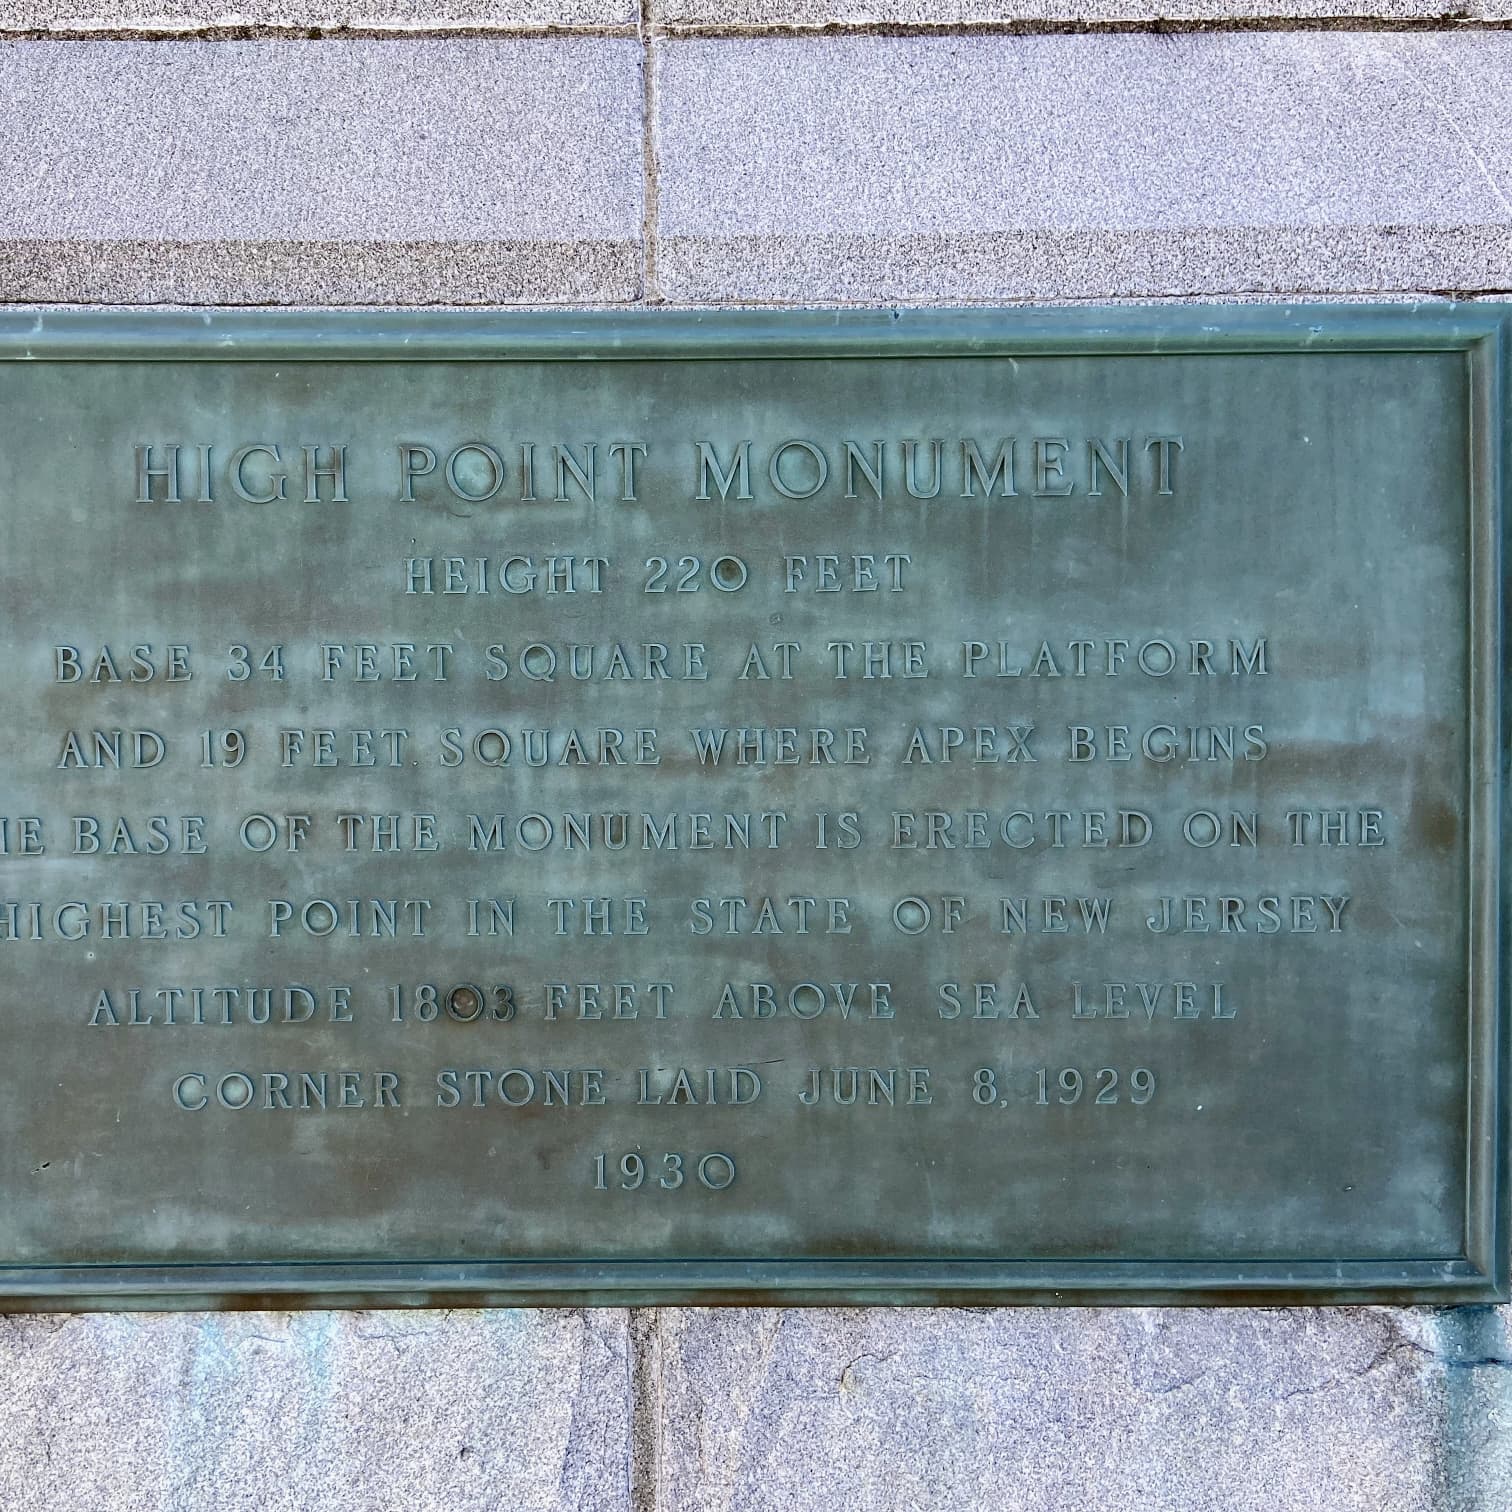 HIGH POINT MONUMENT
HEIGHT 220 FEET
BASE 34 FEET SQUARE AT THE PLATFORM
AND 19 FEET SQUARE WHERE APEX BEGINS
HE BASE OF THE MONUMENT IS ERECTED ON THE
HIGHEST POINT IN THE STATE OF NEW JERSEY
ALTITUDE 1803 FEET ABOVE SEA LEVEL
CORNER STONE LAID JUNE 8, 1929
1930